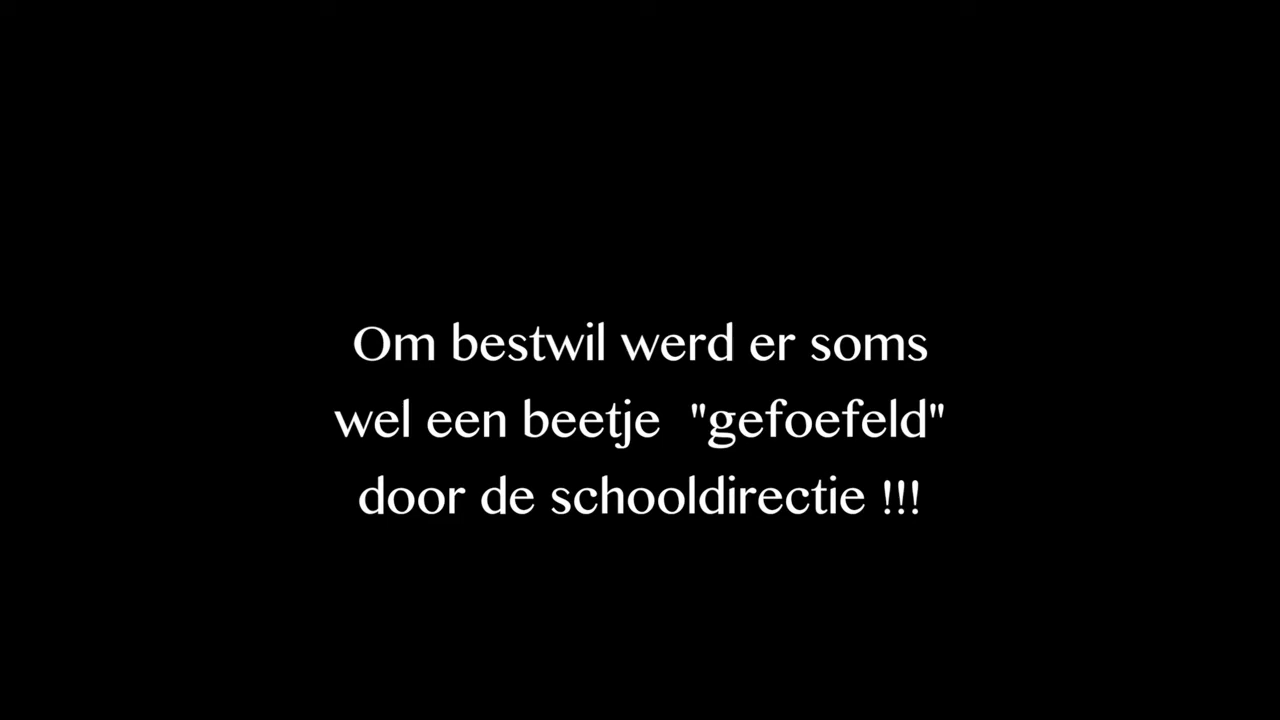 Om bestwil werd er soms
wel een beetje "gefoefeld"
door de schooldirectie !!!